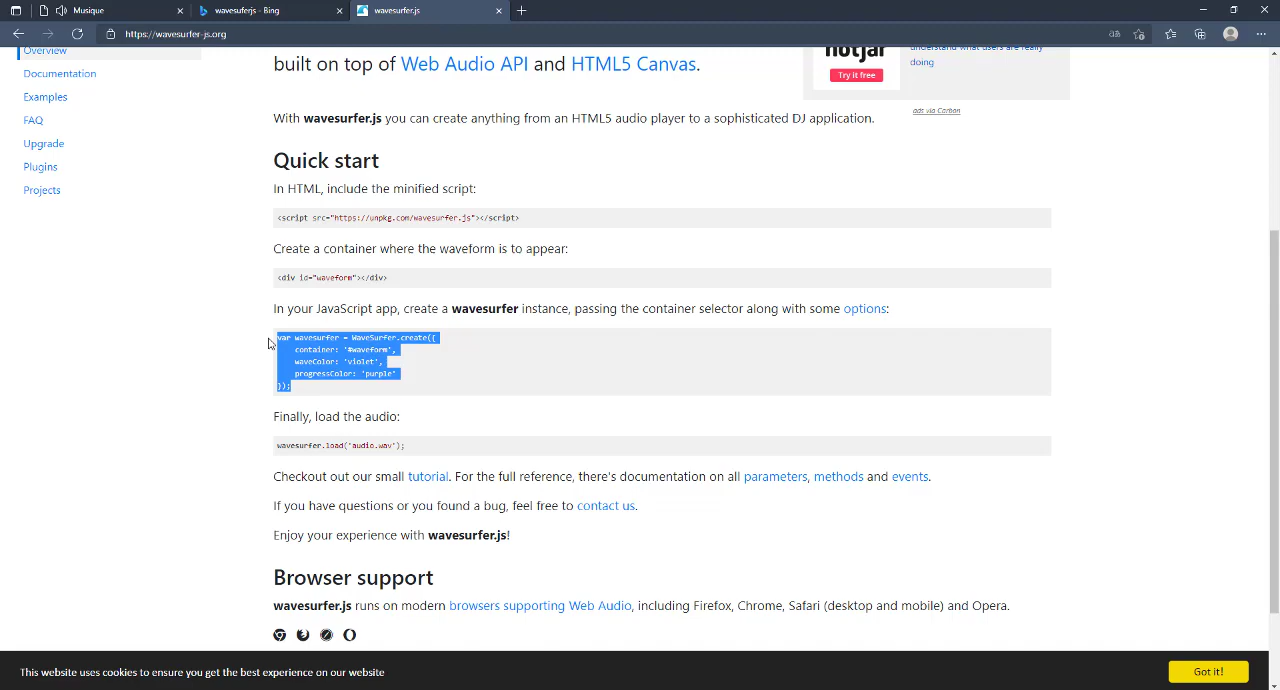 Musique
wavesuferjs - Bing
wavesurfer.js
https://wavesurfer-js.org
Overview
Documentation
Examples
FAQ
Upgrade
Plugins
Projects
built on top of Web Audio API and HTML5 Canvas.
hotjar
Try it free
understand what users are really
doing
ads via Carbon
With wavesurfer.js you can create anything from an HTML5 audio player to a sophisticated DJ application.
Quick start
In HTML, include the minified script:
<script src="https://unpkg.com/wavesurfer.js"></script>
Create a container where the waveform is to appear:
<div id="waveform"></div>
In your JavaScript app, create a wavesurfer instance, passing the container selector along with some options:
var wavesurfer = WaveSurfer.create({
container: '#waveform',
waveColor: 'violet',
progressColor: 'purple'
});
Finally, load the audio:
wavesurfer.load('audio.wav');
Checkout out our small tutorial. For the full reference, there's documentation on all parameters, methods and events.
If you have questions or you found a bug, feel free to contact us.
Enjoy your experience with wavesurfer.js!
Browser support
wavesurfer.js runs on modern browsers supporting Web Audio, including Firefox, Chrome, Safari (desktop and mobile) and Opera.
This website uses cookies to ensure you get the best experience on our website
Got it!